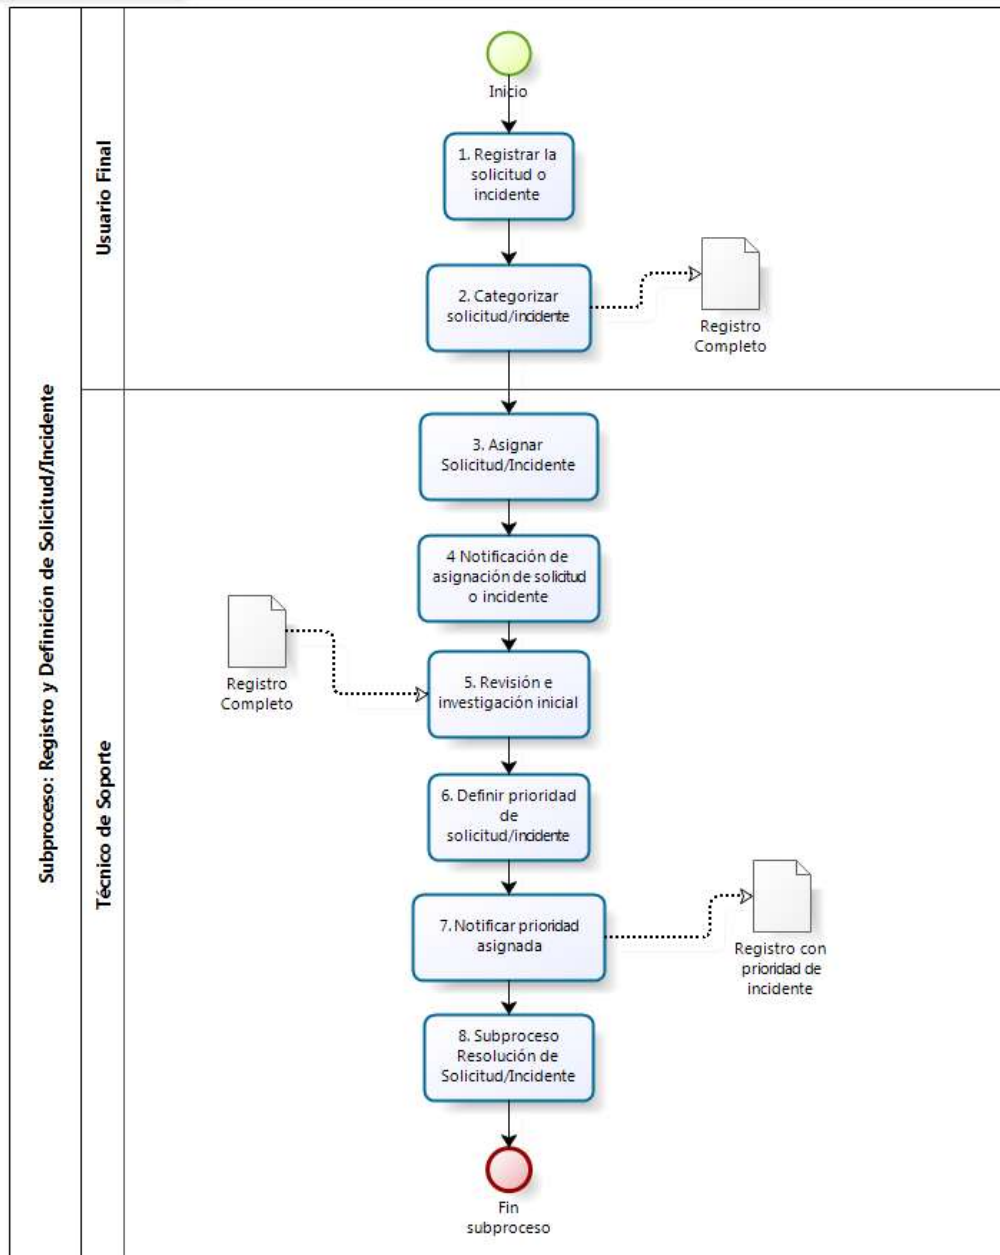 Subproceso: Registro y Definición de Solicitud/Incidente
Usuario Final
Inicio
1. Registrar la
solicitud o
incidente
2. Categorizar
solicitud/incidente
Registro
Completo
Técnico de Soporte
3. Asignar
Solicitud/Incidente
4 Notificación de
asignación de solicitud
o incidente
Registro
Completo
5. Revisión e
investigación inicial
6. Definir prioridad
de
solicitud/incidente
7. Notificar prioridad
asignada
Registro con
prioridad de
incidente
8. Subproceso
Resolución de
Solicitud/Incidente
Fin
subproceso